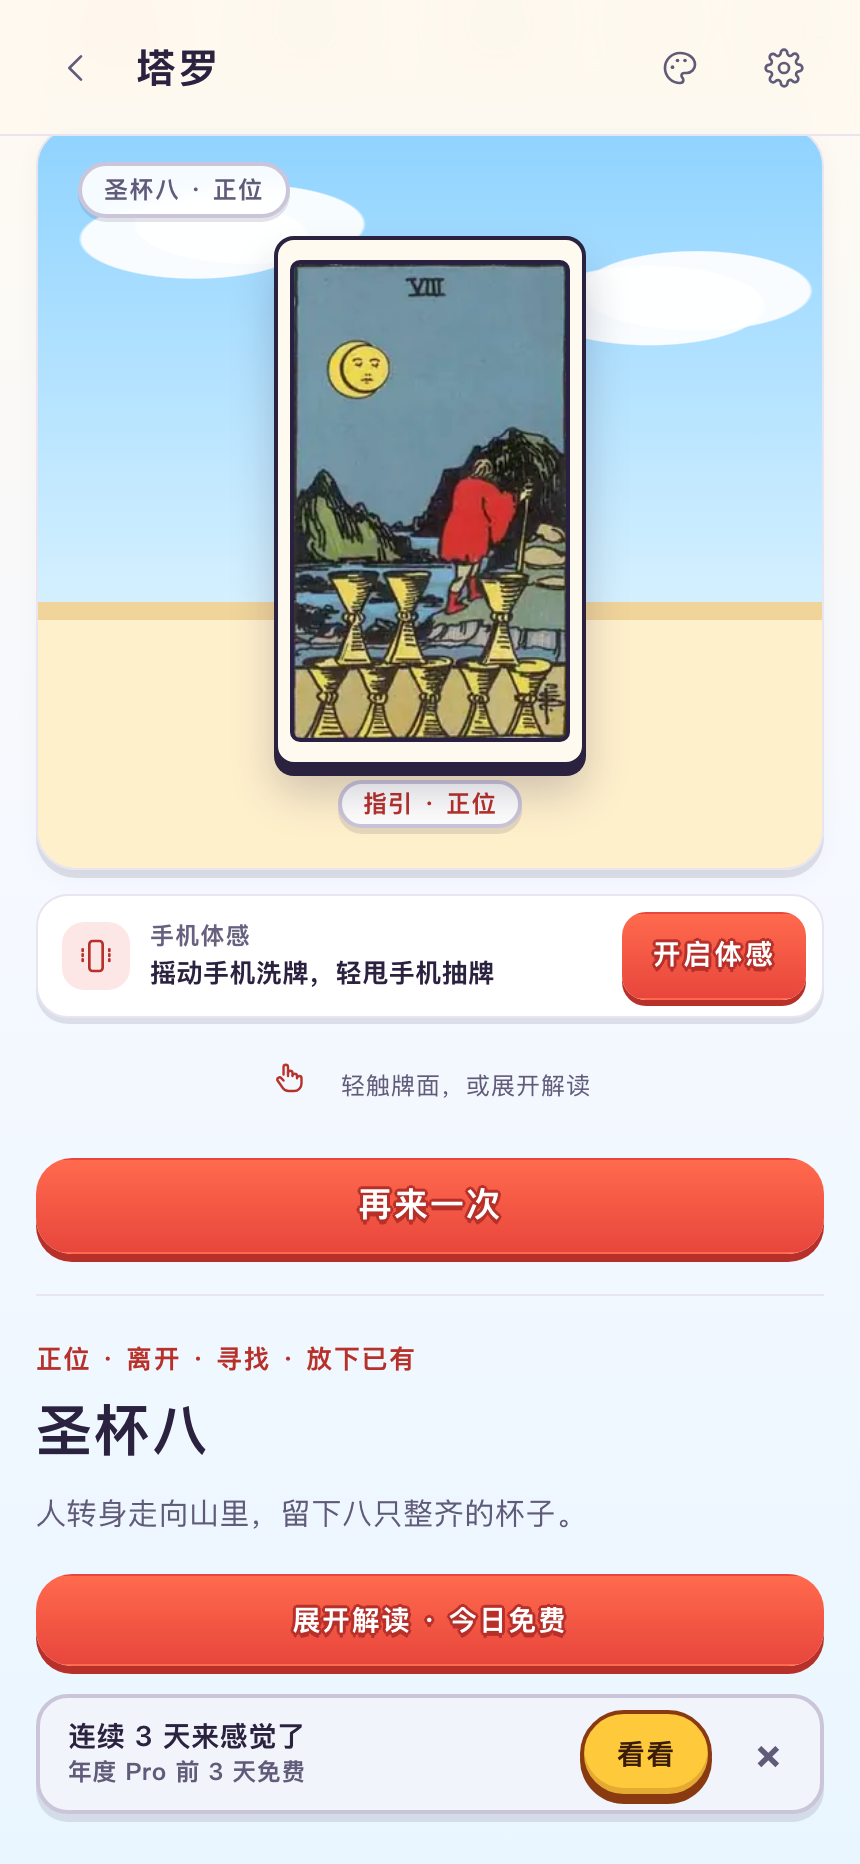 塔罗
圣杯八 · 正位
VIII
指引 · 正位
手机体感
摇动手机洗牌，轻甩手机抽牌
开启体感
轻触牌面，或展开解读
再来一次
正位 · 离开 · 寻找 · 放下已有
圣杯八
人转身走向山里，留下八只整齐的杯子。
展开解读 · 今日免费
连续 3 天来感觉了
年度 Pro 前 3 天免费
看看